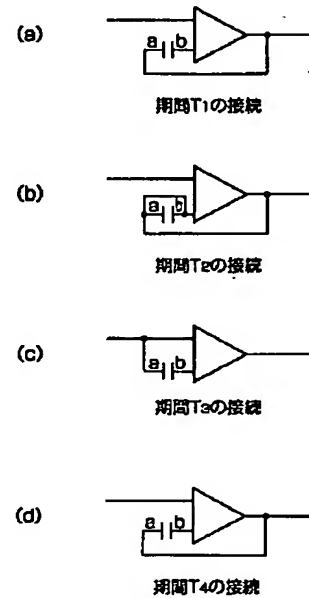 (a)
a b
期間T1の接続
(b)
a b
期間T2の接続
(c)
a b
期間T3の接続
(d)
a b
期間T4の接続